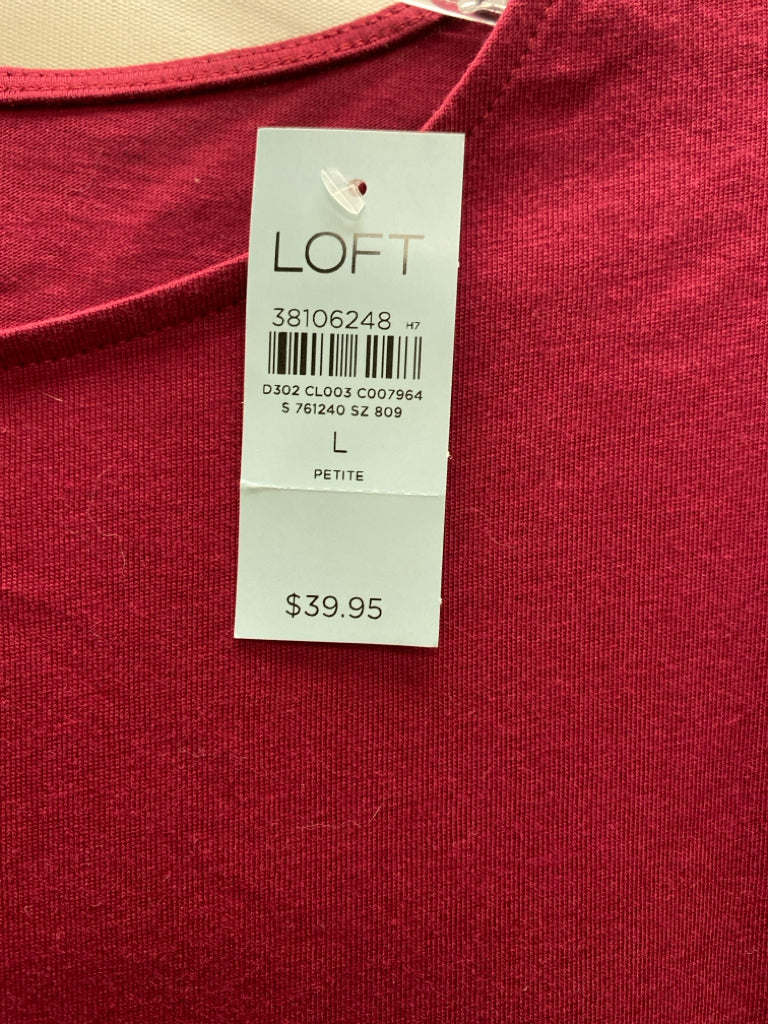 LOFT
38106248 H7
D302 CL003 C007964
S 761240 SZ 809
L
PETITE
$39.95